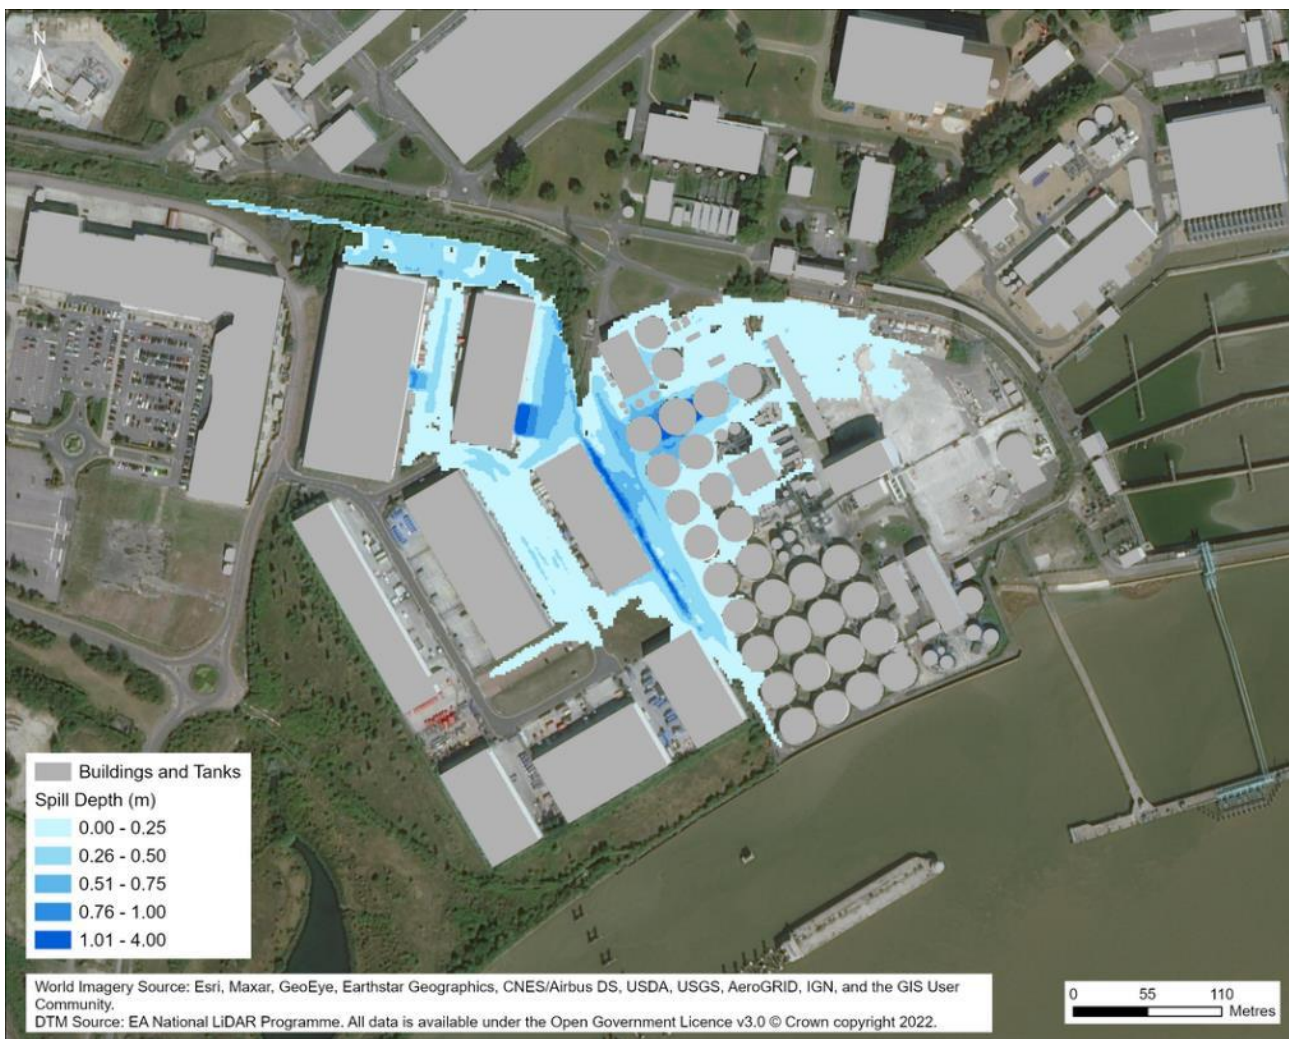 N
Buildings and Tanks
Spill Depth (m)
0.00 - 0.25
0.26 - 0.50
0.51 - 0.75
0.76 - 1.00
1.01 - 4.00
World Imagery Source: Esri, Maxar, GeoEye, Earthstar Geographics, CNES/Airbus DS, USDA, USGS, AeroGRID, IGN, and the GIS User
Community.
DTM Source: EA National LiDAR Programme. All data is available under the Open Government Licence v3.0 © Crown copyright 2022.
0 55 110
Metres